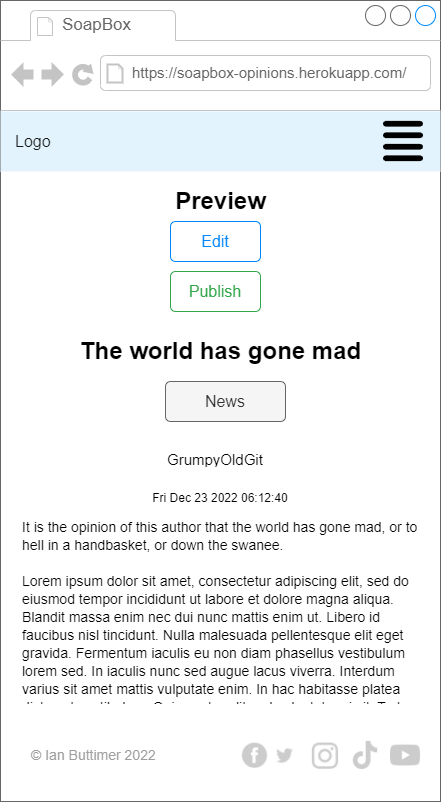 SoapBox
https://soapbox-opinions.herokuapp.com/
Logo
Preview
Edit
Publish
The world has gone mad
News
GrumpyOldGit
Fri Dec 23 2022 06:12:40
It is the opinion of this author that the world has gone mad, or to
hell in a handbasket, or down the swanee.
Lorem ipsum dolor sit amet, consectetur adipiscing elit, sed do
eiusmod tempor incididunt ut labore et dolore magna aliqua.
Blandit massa enim nec dui nunc mattis enim ut. Libero id
faucibus nisl tincidunt. Nulla malesuada pellentesque elit eget
gravida. Fermentum iaculis eu non diam phasellus vestibulum
lorem sed. In iaculis nunc sed augue lacus viverra. Interdum
varius sit amet mattis vulputate enim. In hac habitasse platea
© Ian Buttimer 2022